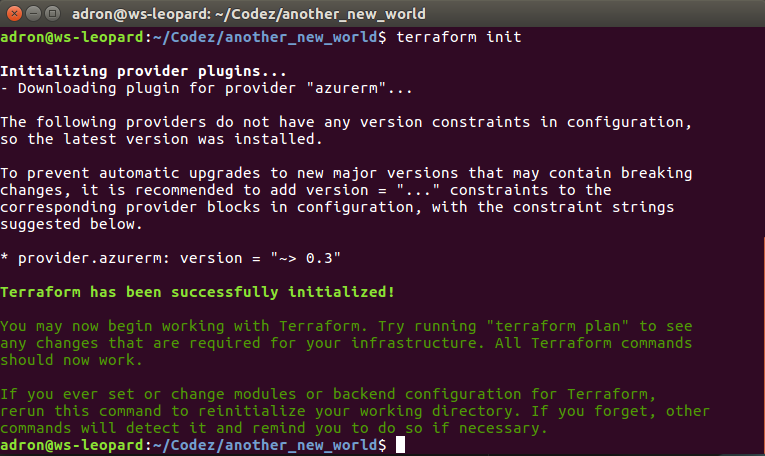 adron@ws-leopard: ~/Codez/another_new_world
adron@ws-leopard:~/Codez/another_new_world$ terraform init
Initializing provider plugins...
- Downloading plugin for provider "azurerm"...
The following providers do not have any version constraints in configuration,
so the latest version was installed.
To prevent automatic upgrades to new major versions that may contain breaking
changes, it is recommended to add version = "..." constraints to the
corresponding provider blocks in configuration, with the constraint strings
suggested below.
* provider.azurerm: version = "~> 0.3"
Terraform has been successfully initialized!
You may now begin working with Terraform. Try running "terraform plan" to see
any changes that are required for your infrastructure. All Terraform commands
should now work.
If you ever set or change modules or backend configuration for Terraform,
rerun this command to reinitialize your working directory. If you forget, other
commands will detect it and remind you to do so if necessary.
adron@ws-leopard:~/Codez/another_new_world$